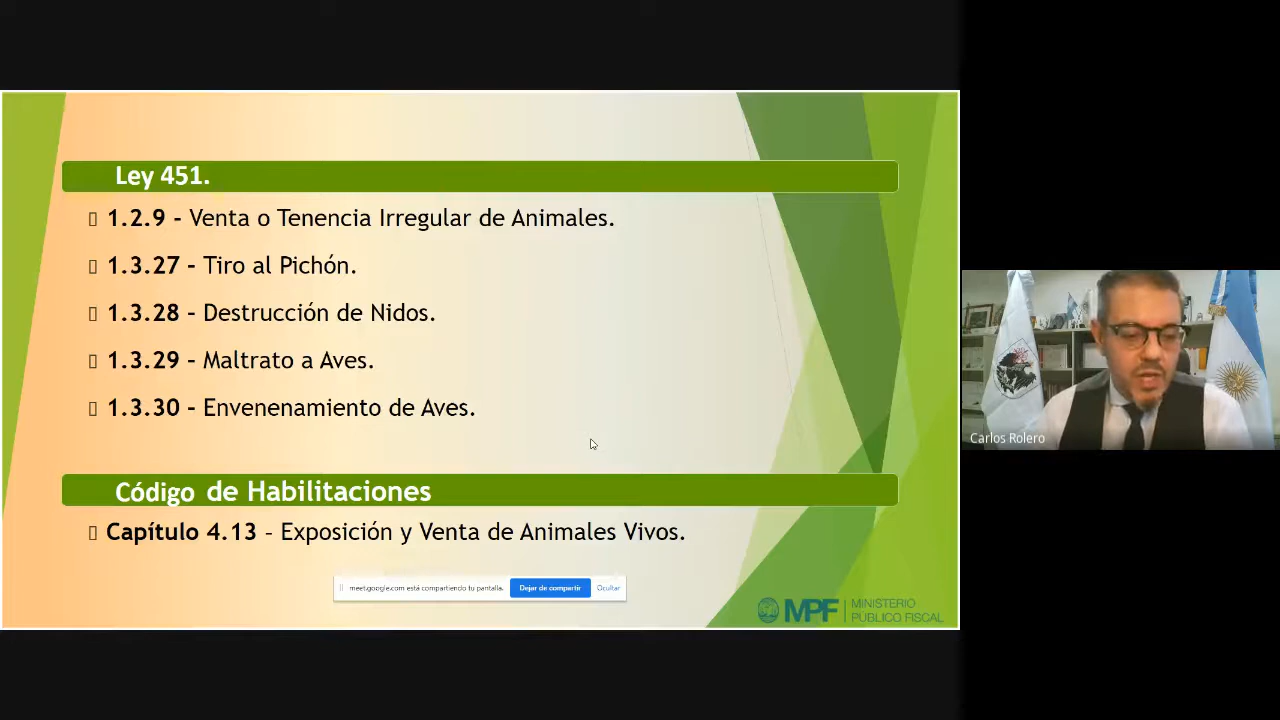 Ley 451.
1.2.9 – Venta o Tenencia Irregular de Animales.
1.3.27 – Tiro al Pichón.
1.3.28 – Destrucción de Nidos.
1.3.29 – Maltrato a Aves.
1.3.30 – Envenenamiento de Aves.
Código de Habilitaciones
Capítulo 4.13 – Exposición y Venta de Animales Vivos.
meet.google.com está compartiendo tu pantalla. Dejar de compartir Ocultar
MPF MINISTERIO
PÚBLICO FISCAL
Carlos Rolero